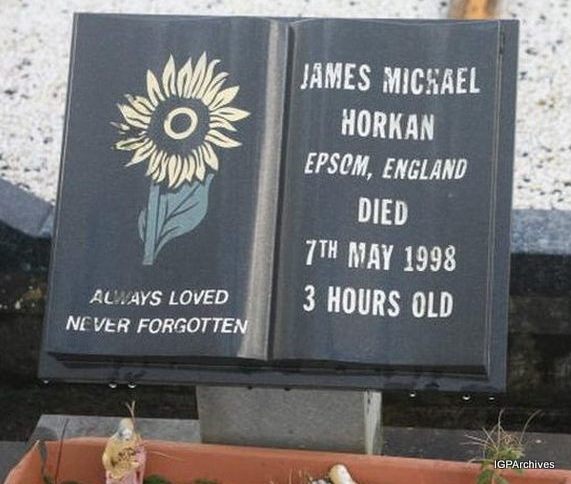 ALWAYS LOVED
NEVER FORGOTTEN
JAMES MICHAEL
HORKAN
EPSOM, ENGLAND
DIED
7TH MAY 1998
3 HOURS OLD
IGPArchives